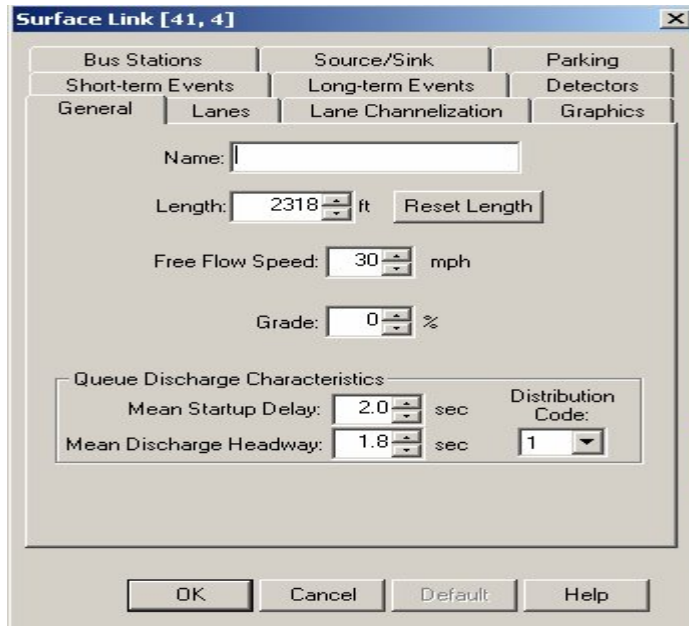 Surface Link [41, 4]
Bus Stations Source/Sink Parking
Short-term Events Long-term Events Detectors
General Lanes Lane Channelization Graphics
Name:
Length: 2318 ft Reset Length
Free Flow Speed: 30 mph
Grade: 0 %
Queue Discharge Characteristics
Mean Startup Delay: 2.0 sec
Mean Discharge Headway: 1.8 sec
Distribution
Code:
1
OK Cancel Default Help